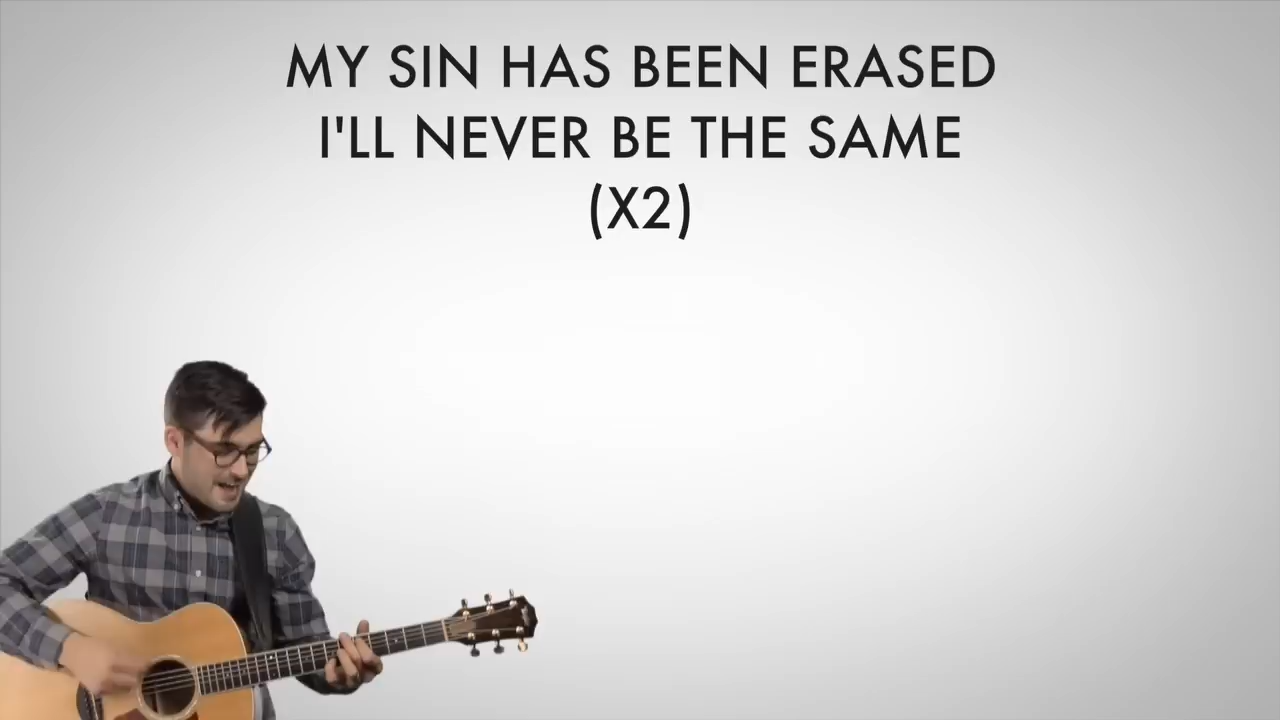 MY SIN HAS BEEN ERASED
I'LL NEVER BE THE SAME
(X2)